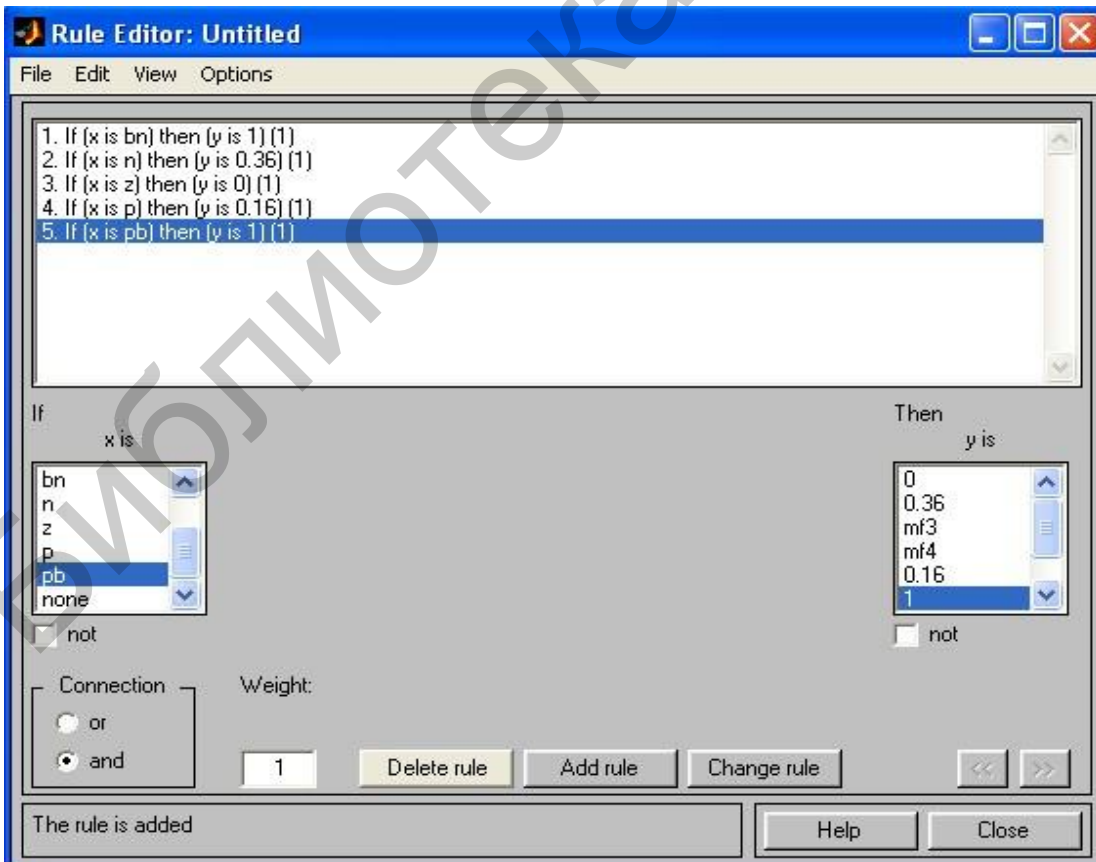 Rule Editor: Untitled
File Edit View Options
1. If (x is bn) then (y is 1) (1)
2. If (x is n) then (y is 0.36) (1)
3. If (x is z) then (y is 0) (1)
4. If (x is p) then (y is 0.16) (1)
5. If (x is pb) then (y is 1) (1)
If
x is
Then
y is
bn
n
z
p
pb
none
not
0
0.36
mf3
mf4
0.16
1
not
Connection
or
and
Weight:
1
Delete rule
Add rule
Change rule
<<
>>
The rule is added
Help
Close
библиотека